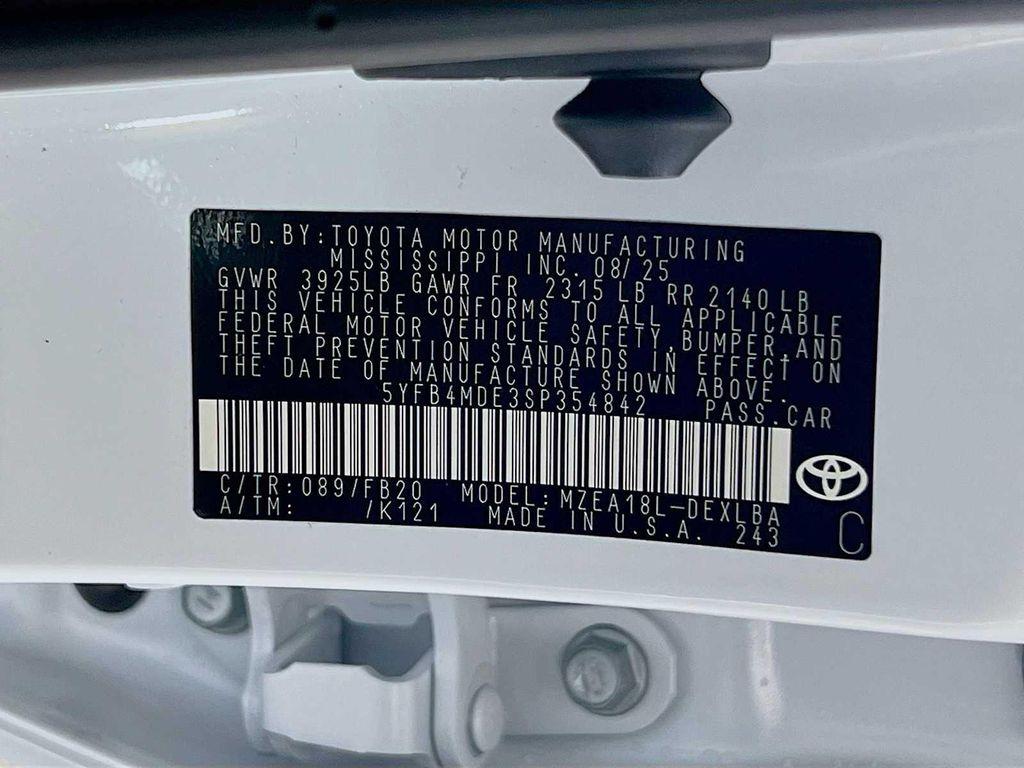 MFD.BY:TOYOTA MOTOR MANUFACTURING
MISSISSIPPI INC. 08/25
GVWR 3925LB GAWR FR 2315 LB RR 2140 LB
THIS VEHICLE CONFORMS TO ALL APPLICABLE
FEDERAL MOTOR VEHICLE SAFETY,BUMPER,AND
THEFT PREVENTION STANDARDS IN EFFECT ON
THE DATE OF MANUFACTURE SHOWN ABOVE.
5YFB4MDE3SP354842 PASS.CAR
C/TR:089/FB20 MODEL:MZEA18L-DEXLBA
A/TM: /K121 MADE IN U.S.A. 243
C